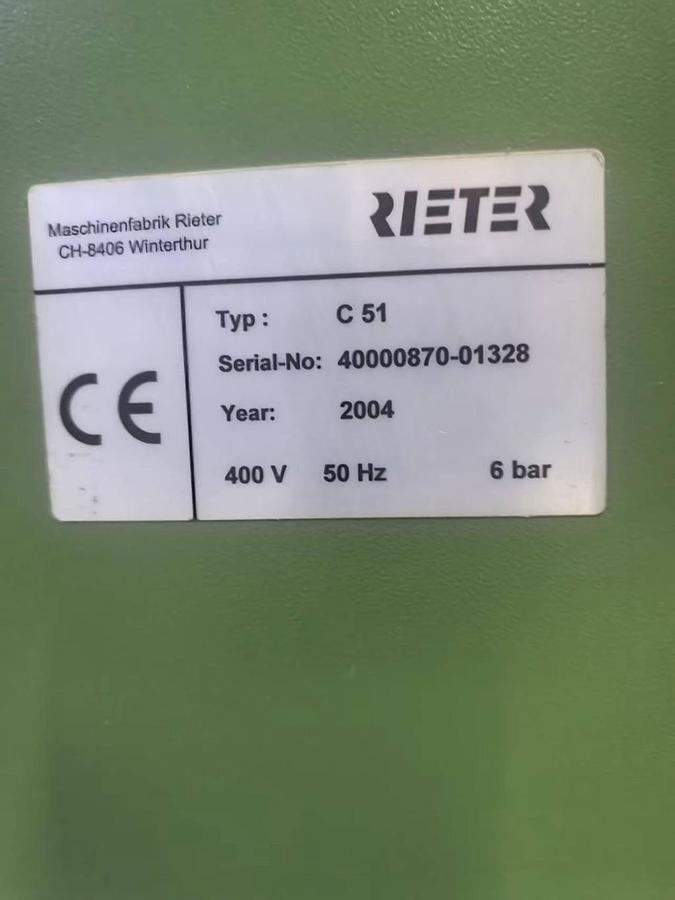 Maschinenfabrik Rieter
CH-8406 Winterthur
RIETER
CE
Typ : C 51
Serial-No: 40000870-01328
Year: 2004
400 V 50 Hz 6 bar